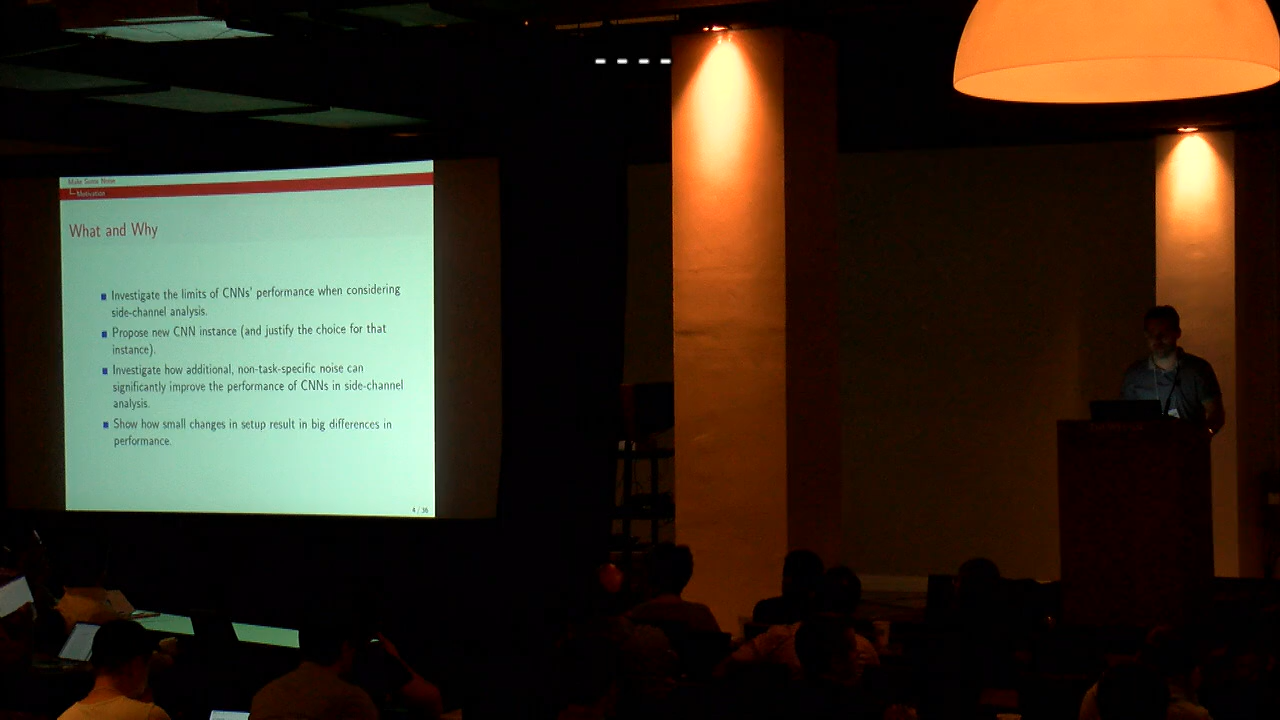 Make Some Noise
Motivation
What and Why
Investigate the limits of CNNs' performance when considering
side-channel analysis.
Propose new CNN instance (and justify the choice for that
instance).
Investigate how additional, non-task-specific noise can
significantly improve the performance of CNNs in side-channel
analysis.
Show how small changes in setup result in big differences in
performance.
4 / 36